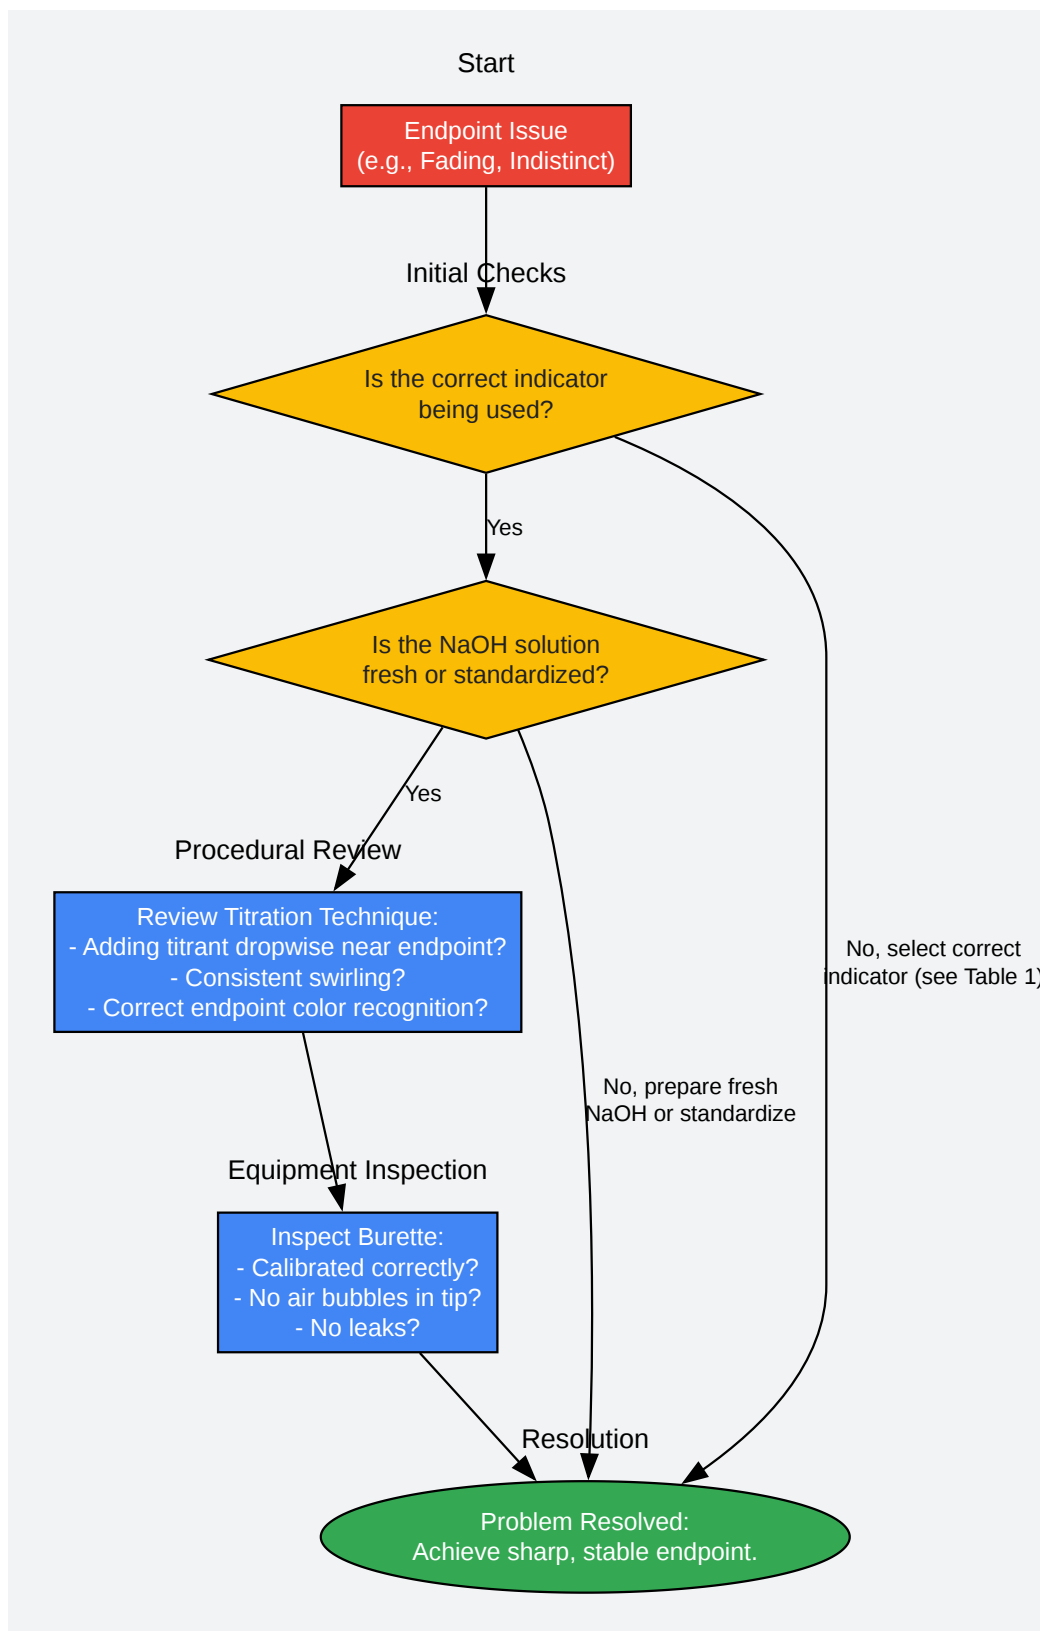 Start
Endpoint Issue
(e.g., Fading, Indistinct)
Initial Checks
Is the correct indicator
being used?
Yes
Is the NaOH solution
fresh or standardized?
Yes
Procedural Review
Review Titration Technique:
- Adding titrant dropwise near endpoint?
- Consistent swirling?
- Correct endpoint color recognition?
No, select correct
indicator (see Table 1)
No, prepare fresh
NaOH or standardize
Equipment Inspection
Inspect Burette:
- Calibrated correctly?
- No air bubbles in tip?
- No leaks?
Resolution
Problem Resolved:
Achieve sharp, stable endpoint.